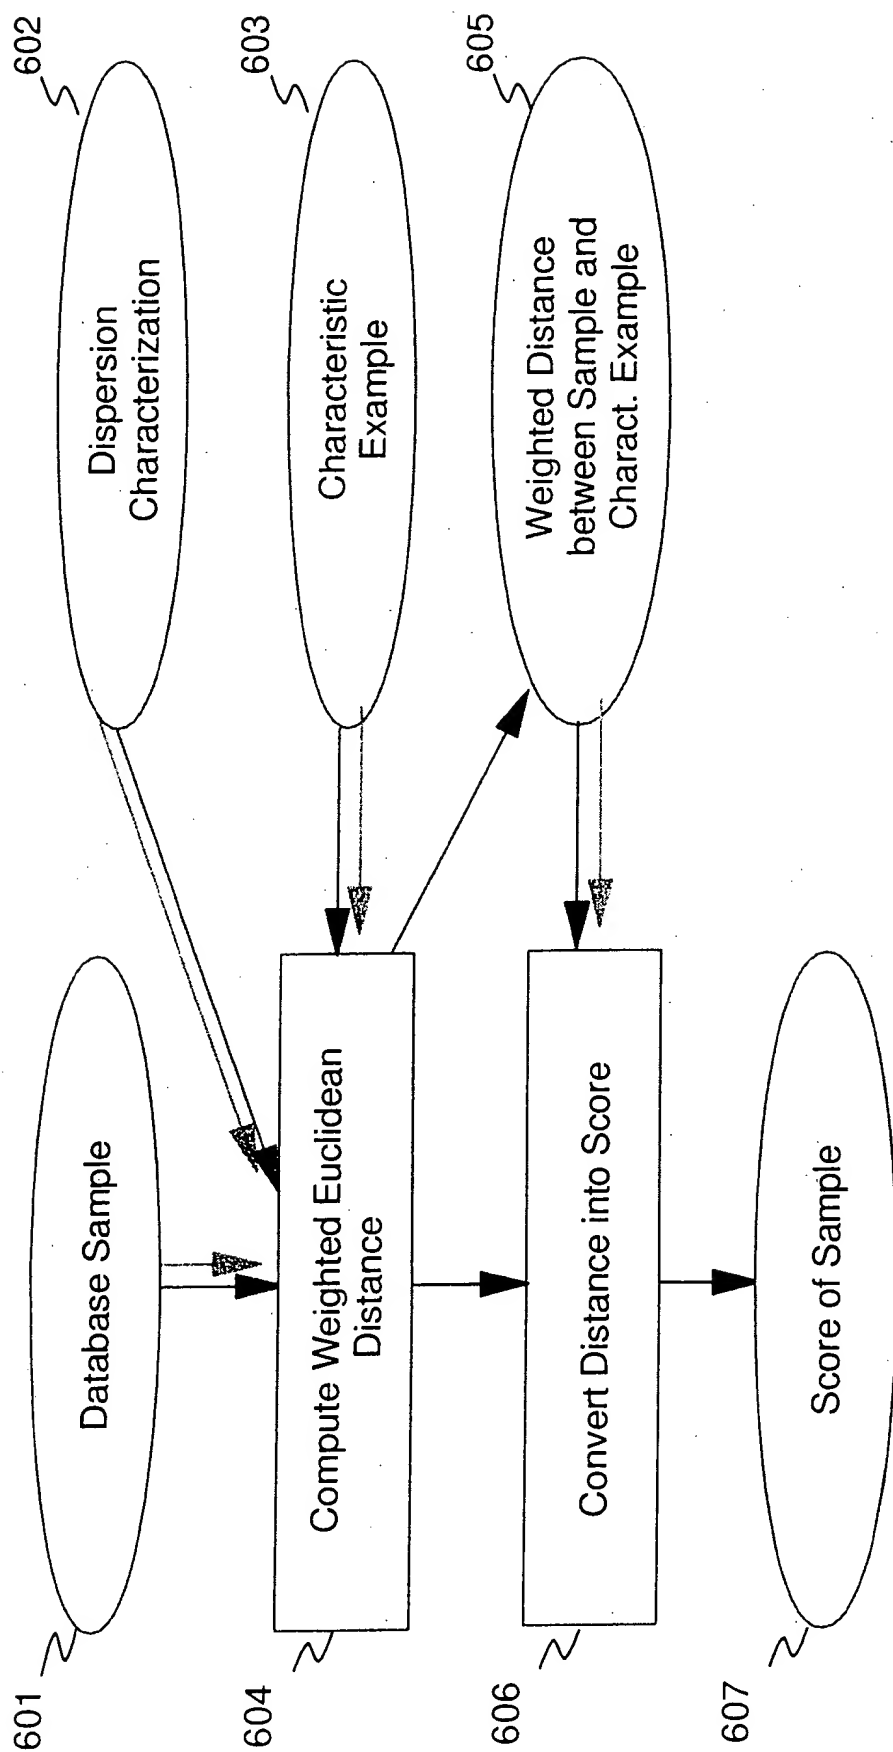 601
Database Sample
602
Dispersion
Characterization
603
Characteristic
Example
604
Compute Weighted Euclidean
Distance
605
Weighted Distance
between Sample and
Charact. Example
606
Convert Distance into Score
607
Score of Sample